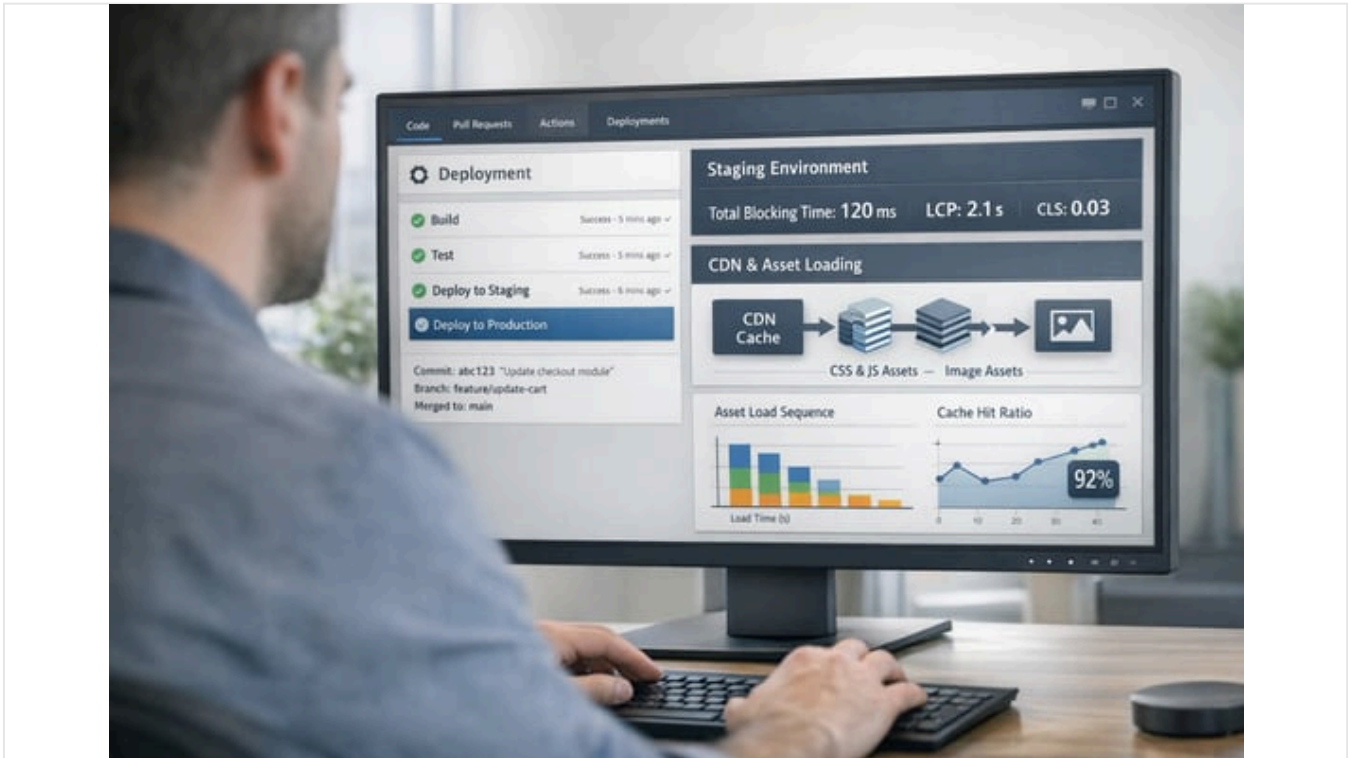 Code Pull Requests Actions Deployments
Deployment
Build Success - 5 mins ago
Test Success - 5 mins ago
Deploy to Staging Success - 6 mins ago
Deploy to Production
Commit: abc123 "Update checkout module"
Branch: feature/update-cart
Merged to: main
Staging Environment
Total Blocking Time: 120 ms LCP: 2.1 s CLS: 0.03
CDN & Asset Loading
CDN
Cache
CSS & JS Assets — Image Assets
Asset Load Sequence
Load Time (s)
Cache Hit Ratio
92%
0 10 20 30 40